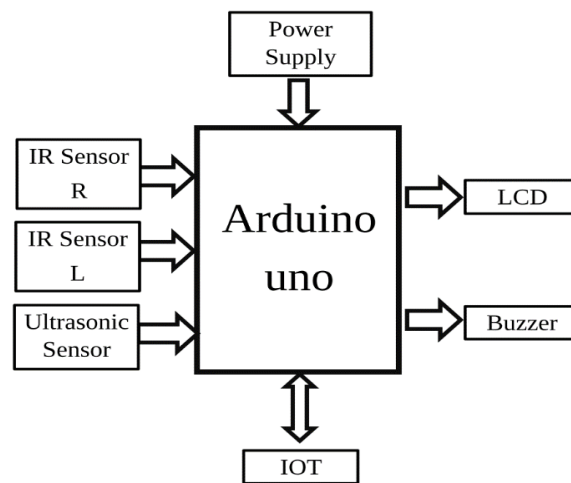 Power
Supply
IR Sensor
R
IR Sensor
L
Ultrasonic
Sensor
Arduino
uno
LCD
Buzzer
IOT